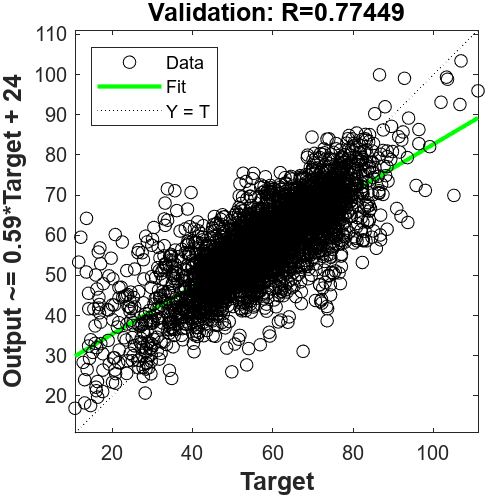 Validation: R=0.77449
Output ~= 0.59*Target + 24
110
100
90
80
70
60
50
40
30
20
Data
Fit
Y = T
20 40 60 80 100
Target